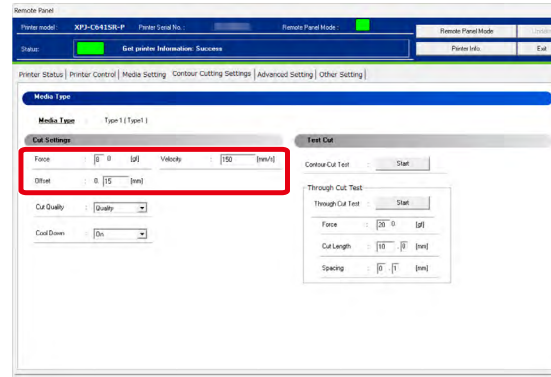 Remote Panel
Printer model : XPJ-C641SR-P Printer Serial No. : Remote Panel Mode :
Remote Panel Mode
Status: Get printer Information: Success
Printer Info. Exit
Printer Status Printer Control Media Setting Contour Cutting Settings Advanced Setting Other Setting
Media Type
Media Type : Type 1 ( Type1 )
Cut Settings
Test Cut
Force : 8 0 [gf] Velocity : 150 [mm/s]
Contour-Cut Test : Start
Offset : 0. 15 [mm]
Through Cut Test
Cut Quality : Quality
Through Cut Test : Start
Cool Down : On
Force : 20 0 [gf]
Cut Length : 10 . 0 [mm]
Spacing : 0 . 1 [mm]